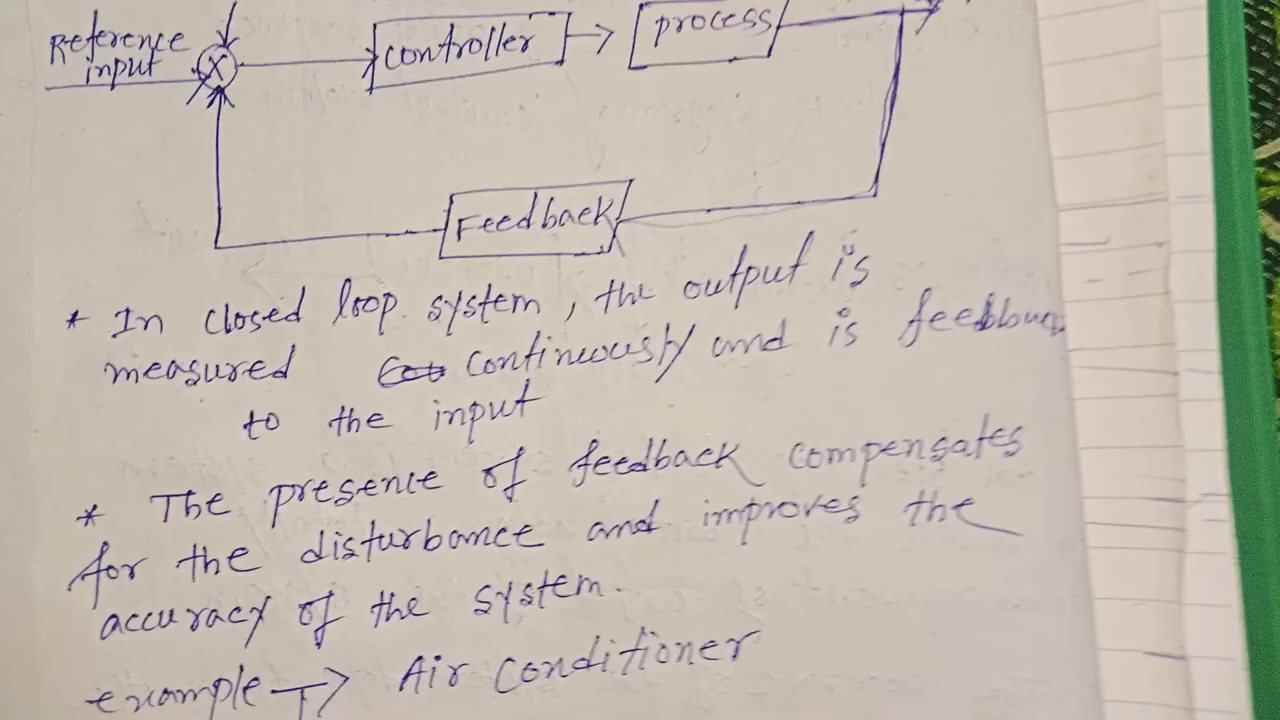 Reference
input
controller
process
Feedback
* In closed loop system, the output is
measured continuously and is
to the input
* The presence of feedback compensates
for the disturbance and improves the
accuracy of the system.
example → Air conditioner